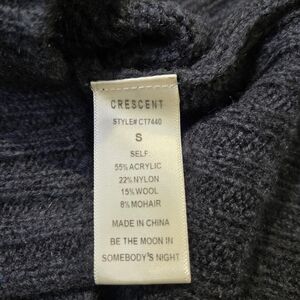 CRESCENT
STYLE# CT7440
S
SELF:
55% ACRYLIC
22% NYLON
15% WOOL
8% MOHAIR
MADE IN CHINA
BE THE MOON IN
SOMEBODY'S NIGHT